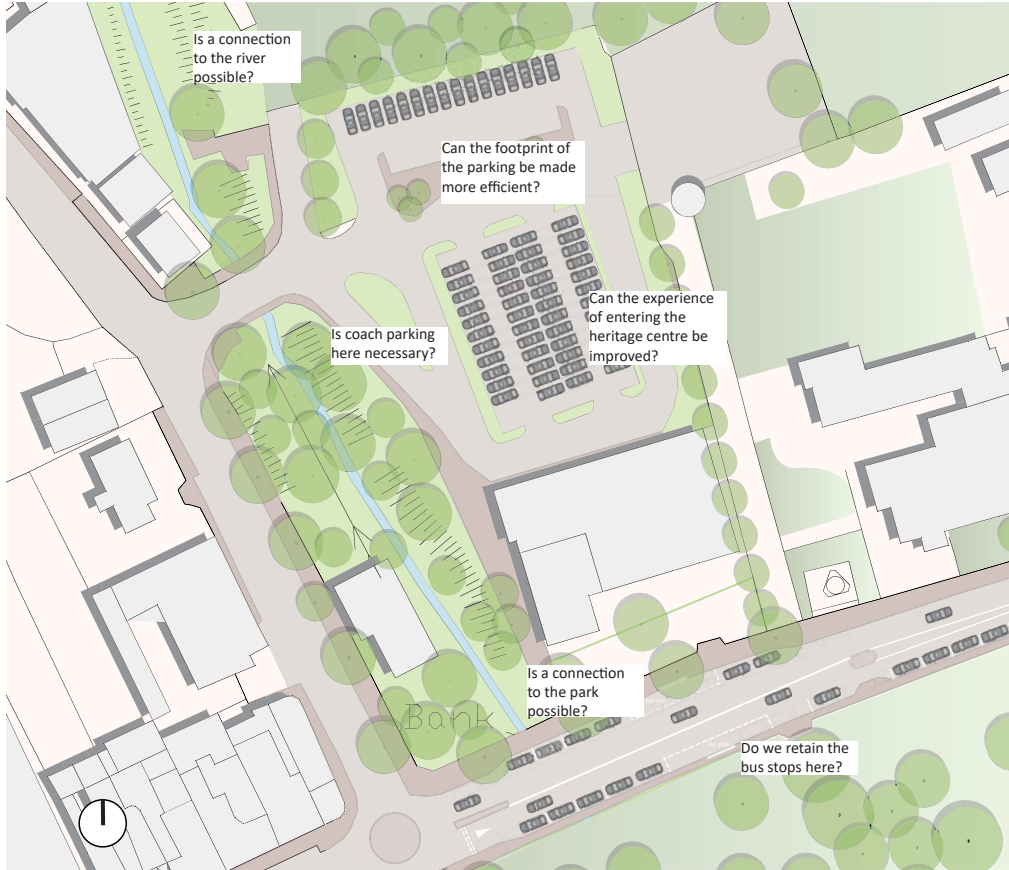 Is a connection
to the river
possible?
Can the footprint of
the parking be made
more efficient?
Can the experience
of entering the
heritage centre be
improved?
Is coach parking
here necessary?
Is a connection
to the park
possible?
Bank
Do we retain the
bus stops here?